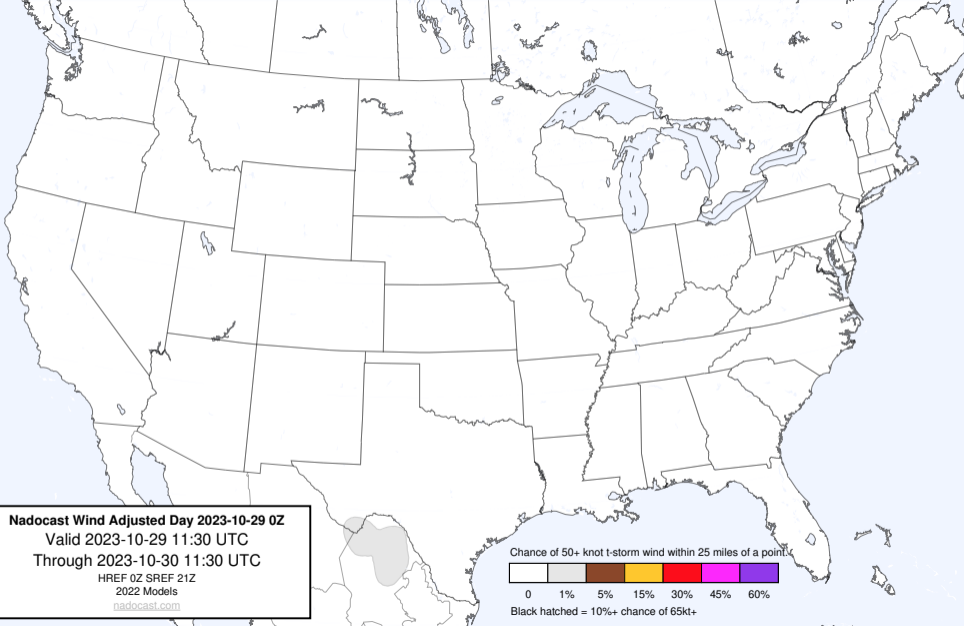 Nadocast Wind Adjusted Day 2023-10-29 0Z
Valid 2023-10-29 11:30 UTC
Through 2023-10-30 11:30 UTC
HREF 0Z SREF 21Z
2022 Models
nadocast.com
Chance of 50+ knot t-storm wind within 25 miles of a point.
0 1% 5% 15% 30% 45% 60%
Black hatched = 10%+ chance of 65kt+